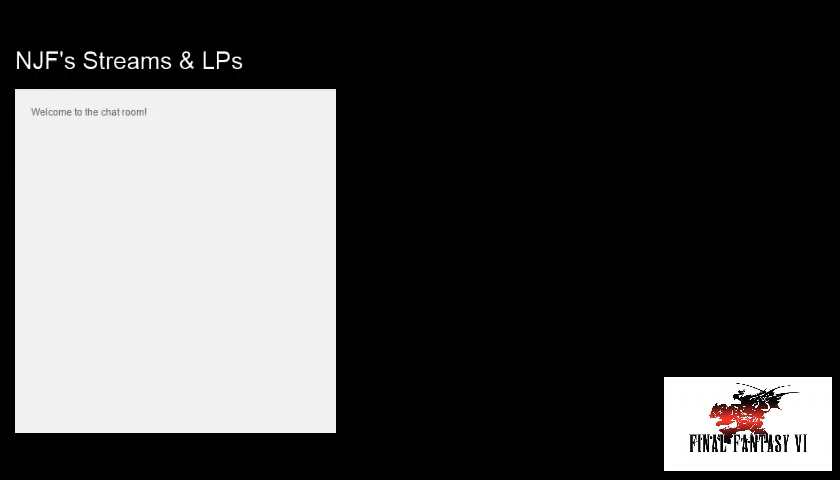 NJF's Streams & LPs
Welcome to the chat room!
FINAL FANTASY VI